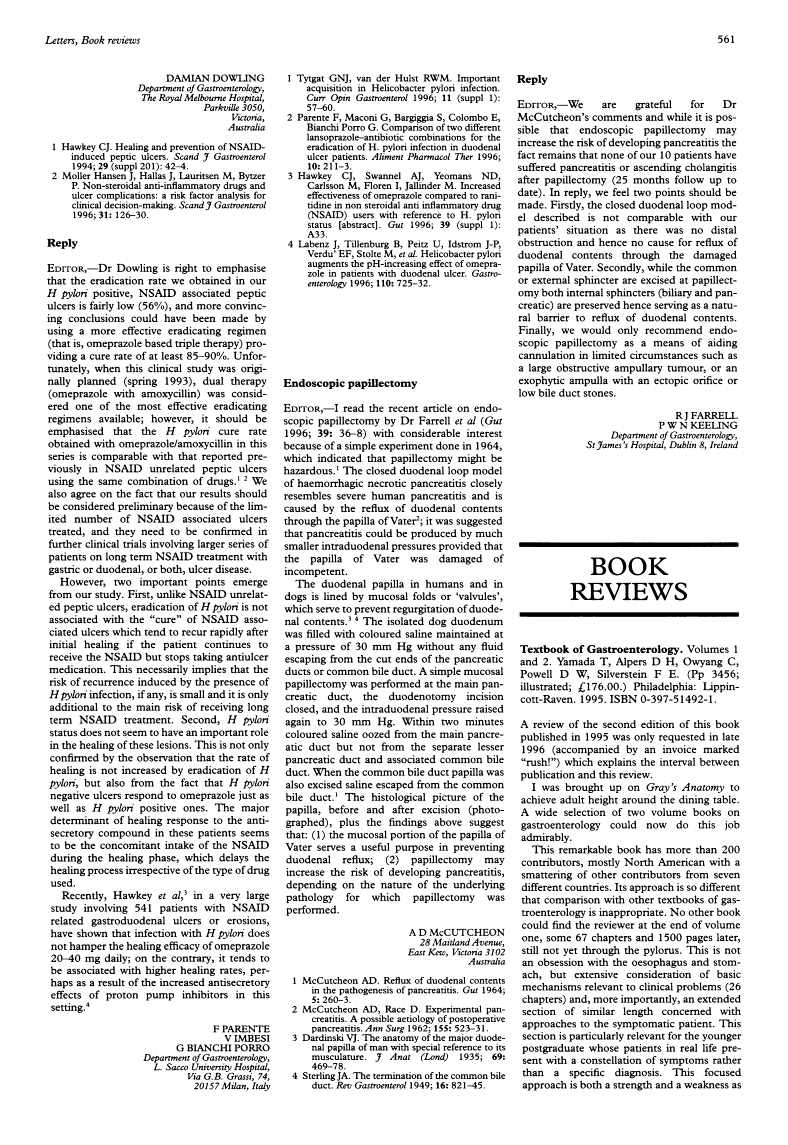 Letters, Book reviews
561
DAMIAN DOWLING
Department of Gastroenterology,
The Royal Melbourne Hospital,
Parkville 3050,
Victoria,
Australia
1 Hawkey CJ. Healing and prevention of NSAID-
induced peptic ulcers. Scand J Gastroenterol
1994; 29 (suppl 201): 42–4.
2 Moller Hansen J, Hallas J, Lauritsen M, Bytzer
P. Non-steroidal anti-inflammatory drugs and
ulcer complications: a risk factor analysis for
clinical decision-making. Scand J Gastroenterol
1996; 31: 126–30.
Reply
EDITOR,—Dr Dowling is right to emphasise
that the eradication rate we obtained in our
H pylori positive, NSAID associated peptic
ulcers is fairly low (56%), and more convinc-
ing conclusions could have been made by
using a more effective eradicating regimen
(that is, omeprazole based triple therapy) pro-
viding a cure rate of at least 85–90%. Unfor-
tunately, when this clinical study was origi-
nally planned (spring 1993), dual therapy
(omeprazole with amoxycillin) was consid-
ered one of the most effective eradicating
regimens available; however, it should be
emphasised that the H pylori cure rate
obtained with omeprazole/amoxycillin in this
series is comparable with that reported pre-
viously in NSAID unrelated peptic ulcers
using the same combination of drugs.1 2 We
also agree on the fact that our results should
be considered preliminary because of the lim-
ited number of NSAID associated ulcers
treated, and they need to be confirmed in
further clinical trials involving larger series of
patients on long term NSAID treatment with
gastric or duodenal, or both, ulcer disease.
However, two important points emerge
from our study. First, unlike NSAID unrelat-
ed peptic ulcers, eradication of H pylori is not
associated with the “cure” of NSAID asso-
ciated ulcers which tend to recur rapidly after
initial healing if the patient continues to
receive the NSAID but stops taking antiulcer
medication. This necessarily implies that the
risk of recurrence induced by the presence of
H pylori infection, if any, is small and it is only
additional to the main risk of receiving long
term NSAID treatment. Second, H pylori
status does not seem to have an important role
in the healing of these lesions. This is not only
confirmed by the observation that the rate of
healing is not increased by eradication of H
pylori, but also from the fact that H pylori
negative ulcers respond to omeprazole just as
well as H pylori positive ones. The major
determinant of healing response to the anti-
secretory compound in these patients seems
to be the concomitant intake of the NSAID
during the healing phase, which delays the
healing process irrespective of the type of drug
used.
Recently, Hawkey et al,3 in a very large
study involving 541 patients with NSAID
related gastroduodenal ulcers or erosions,
have shown that infection with H pylori does
not hamper the healing efficacy of omeprazole
20–40 mg daily; on the contrary, it tends to
be associated with higher healing rates, per-
haps as a result of the increased antisecretory
effects of proton pump inhibitors in this
setting.4
F PARENTE
V IMBESI
G BIANCHI PORRO
Department of Gastroenterology,
L. Sacco University Hospital,
Via G.B. Grassi, 74,
20157 Milan, Italy
1 Tytgat GNJ, van der Hulst RWM. Important
acquisition in Helicobacter pylori infection.
Curr Opin Gastroenterol 1996; 11 (suppl 1):
57–60.
2 Parente F, Maconi G, Bargiggia S, Colombo E,
Bianchi Porro G. Comparison of two different
lansoprazole–antibiotic combinations for the
eradication of H. pylori infection in duodenal
ulcer patients. Aliment Pharmacol Ther 1996;
10: 211–3.
3 Hawkey CJ, Swannel AJ, Yeomans ND,
Carlsson M, Floren I, Jallinder M. Increased
effectiveness of omeprazole compared to rani-
tidine in non steroidal anti inflammatory drug
(NSAID) users with reference to H. pylori
status [abstract]. Gut 1996; 39 (suppl 1):
A33.
4 Labenz J, Tillenburg B, Peitz U, Idstrom J-P,
Verdu' EF, Stolte M, et al. Helicobacter pylori
augments the pH-increasing effect of omepra-
zole in patients with duodenal ulcer. Gastro-
enterology 1996; 110: 725–32.
Endoscopic papillectomy
EDITOR,—I read the recent article on endo-
scopic papillectomy by Dr Farrell et al (Gut
1996; 39: 36–8) with considerable interest
because of a simple experiment done in 1964,
which indicated that papillectomy might be
hazardous.1 The closed duodenal loop model
of haemorrhagic necrotic pancreatitis closely
resembles severe human pancreatitis and is
caused by the reflux of duodenal contents
through the papilla of Vater2; it was suggested
that pancreatitis could be produced by much
smaller intraduodenal pressures provided that
the papilla of Vater was damaged of
incompetent.
The duodenal papilla in humans and in
dogs is lined by mucosal folds or ‘valvules’,
which serve to prevent regurgitation of duode-
nal contents.3 4 The isolated dog duodenum
was filled with coloured saline maintained at
a pressure of 30 mm Hg without any fluid
escaping from the cut ends of the pancreatic
ducts or common bile duct. A simple mucosal
papillectomy was performed at the main pan-
creatic duct, the duodenotomy incision
closed, and the intraduodenal pressure raised
again to 30 mm Hg. Within two minutes
coloured saline oozed from the main pancre-
atic duct but not from the separate lesser
pancreatic duct and associated common bile
duct. When the common bile duct papilla was
also excised saline escaped from the common
bile duct.1 The histological picture of the
papilla, before and after excision (photo-
graphed), plus the findings above suggest
that: (1) the mucosal portion of the papilla of
Vater serves a useful purpose in preventing
duodenal reflux; (2) papillectomy may
increase the risk of developing pancreatitis,
depending on the nature of the underlying
pathology for which papillectomy was
performed.
A D McCUTCHEON
28 Maitland Avenue,
East Kew, Victoria 3102
Australia
1 McCutcheon AD. Reflux of duodenal contents
in the pathogenesis of pancreatitis. Gut 1964;
5: 260–3.
2 McCutcheon AD, Race D. Experimental pan-
creatitis. A possible aetiology of postoperative
pancreatitis. Ann Surg 1962; 155: 523–31.
3 Dardinski VJ. The anatomy of the major duode-
nal papilla of man with special reference to its
musculature. J Anat (Lond) 1935; 69:
469–78.
4 Sterling JA. The termination of the common bile
duct. Rev Gastroenterol 1949; 16: 821–45.
Reply
EDITOR,—We are grateful for Dr
McCutcheon's comments and while it is pos-
sible that endoscopic papillectomy may
increase the risk of developing pancreatitis the
fact remains that none of our 10 patients have
suffered pancreatitis or ascending cholangitis
after papillectomy (25 months follow up to
date). In reply, we feel two points should be
made. Firstly, the closed duodenal loop mod-
el described is not comparable with our
patients' situation as there was no distal
obstruction and hence no cause for reflux of
duodenal contents through the damaged
papilla of Vater. Secondly, while the common
or external sphincter are excised at papillect-
omy both internal sphincters (biliary and pan-
creatic) are preserved hence serving as a natu-
ral barrier to reflux of duodenal contents.
Finally, we would only recommend endo-
scopic papillectomy as a means of aiding
cannulation in limited circumstances such as
a large obstructive ampullary tumour, or an
exophytic ampulla with an ectopic orifice or
low bile duct stones.
R J FARRELL
P W N KEELING
Department of Gastroenterology,
St James's Hospital, Dublin 8, Ireland
BOOK
REVIEWS
Textbook of Gastroenterology. Volumes 1
and 2. Yamada T, Alpers D H, Owyang C,
Powell D W, Silverstein F E. (Pp 3456;
illustrated; £176.00.) Philadelphia: Lippin-
cott-Raven. 1995. ISBN 0-397-51492-1.
A review of the second edition of this book
published in 1995 was only requested in late
1996 (accompanied by an invoice marked
“rush!”) which explains the interval between
publication and this review.
I was brought up on Gray's Anatomy to
achieve adult height around the dining table.
A wide selection of two volume books on
gastroenterology could now do this job
admirably.
This remarkable book has more than 200
contributors, mostly North American with a
smattering of other contributors from seven
different countries. Its approach is so different
that comparison with other textbooks of gas-
troenterology is inappropriate. No other book
could find the reviewer at the end of volume
one, some 67 chapters and 1500 pages later,
still not yet through the pylorus. This is not
an obsession with the oesophagus and stom-
ach, but extensive consideration of basic
mechanisms relevant to clinical problems (26
chapters) and, more importantly, an extended
section of similar length concerned with
approaches to the symptomatic patient. This
section is particularly relevant for the younger
postgraduate whose patients in real life pre-
sent with a constellation of symptoms rather
than a specific diagnosis. This focused
approach is both a strength and a weakness as